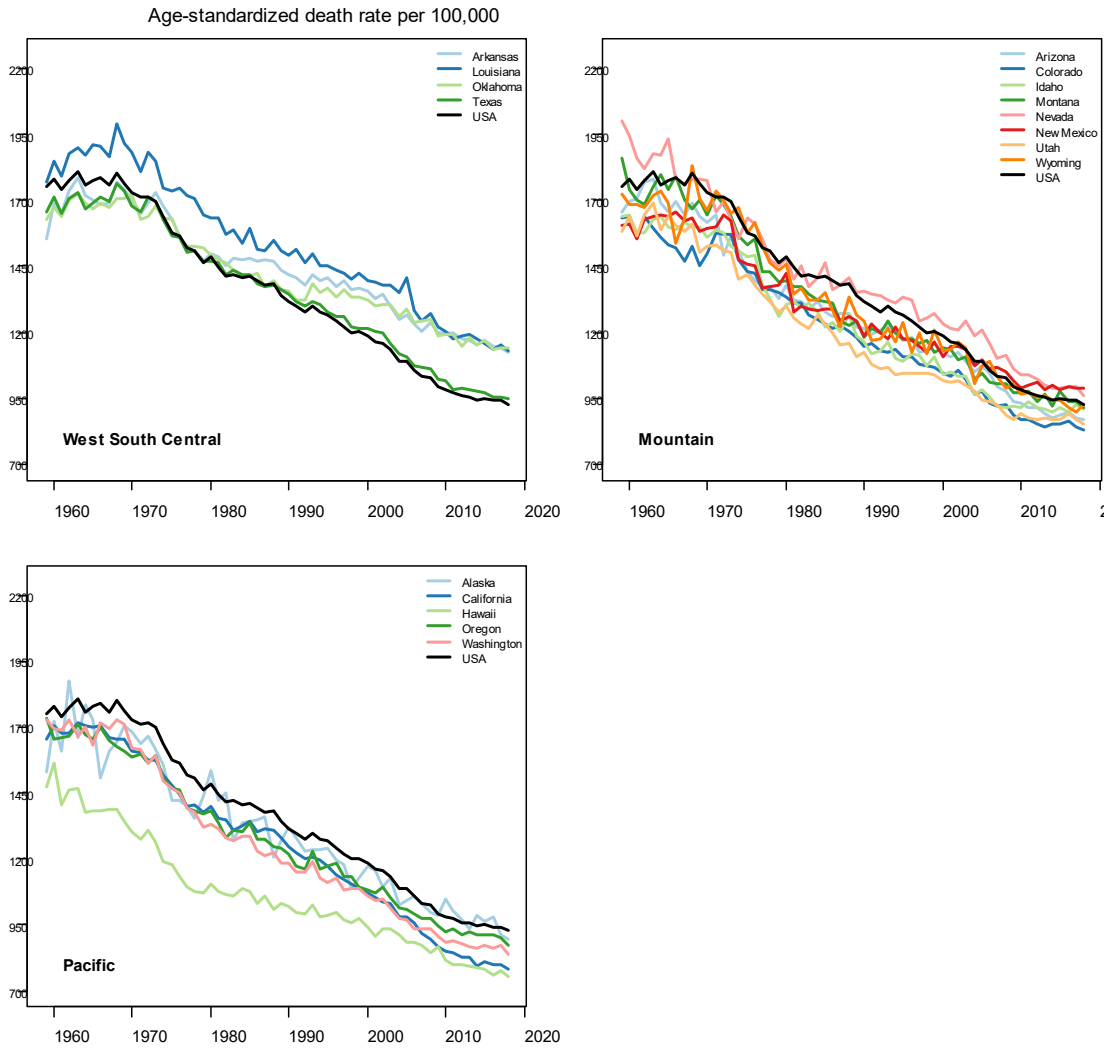 Age-standardized death rate per 100,000
2200
1950
1700
1450
1200
950
700
Arkansas
Louisiana
Oklahoma
Texas
USA
West South Central
1960 1970 1980 1990 2000 2010 2020
2200
1950
1700
1450
1200
950
700
Arizona
Colorado
Idaho
Montana
Nevada
New Mexico
Utah
Wyoming
USA
Mountain
1960 1970 1980 1990 2000 2010
2200
1950
1700
1450
1200
950
700
Alaska
California
Hawaii
Oregon
Washington
USA
Pacific
1960 1970 1980 1990 2000 2010 2020